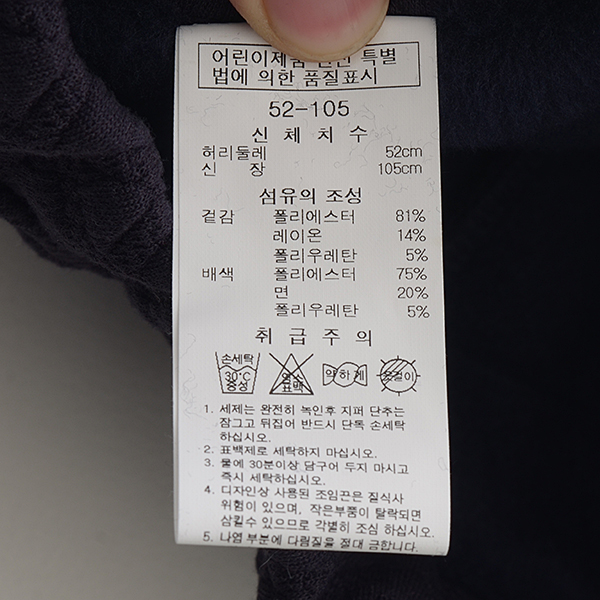 어린이제품 안전 특별
법에 의한 품질표시
52-105
신 체 치 수
허리둘레 52cm
신 장 105cm
섬유의 조성
겉감 폴리에스터 81%
레이온 14%
폴리우레탄 5%
배색 폴리에스터 75%
면 20%
폴리우레탄 5%
취 급 주 의
손세탁 30°C 중성
염소 표백
약하게
옷걸이
1. 세제는 완전히 녹인후 지퍼 단추는
잠그고 뒤집어 반드시 단독 손세탁
하십시오.
2. 표백제로 세탁하지 마십시오.
3. 물에 30분이상 담구어 두지 마시고
즉시 세탁하십시오.
4. 디자인상 사용된 조임끈은 질식사
위험이 있으며, 작은부품이 탈락되면
삼킬수 있으므로 각별히 조심 하십시오.
5. 나염 부분에 다림질을 절대 금합니다.